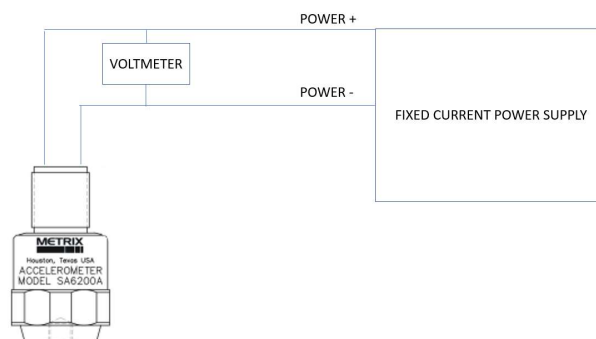 POWER +
VOLTMETER
POWER -
FIXED CURRENT POWER SUPPLY
METRIX
Houston, Texas USA
ACCELEROMETER
MODEL SA6200A